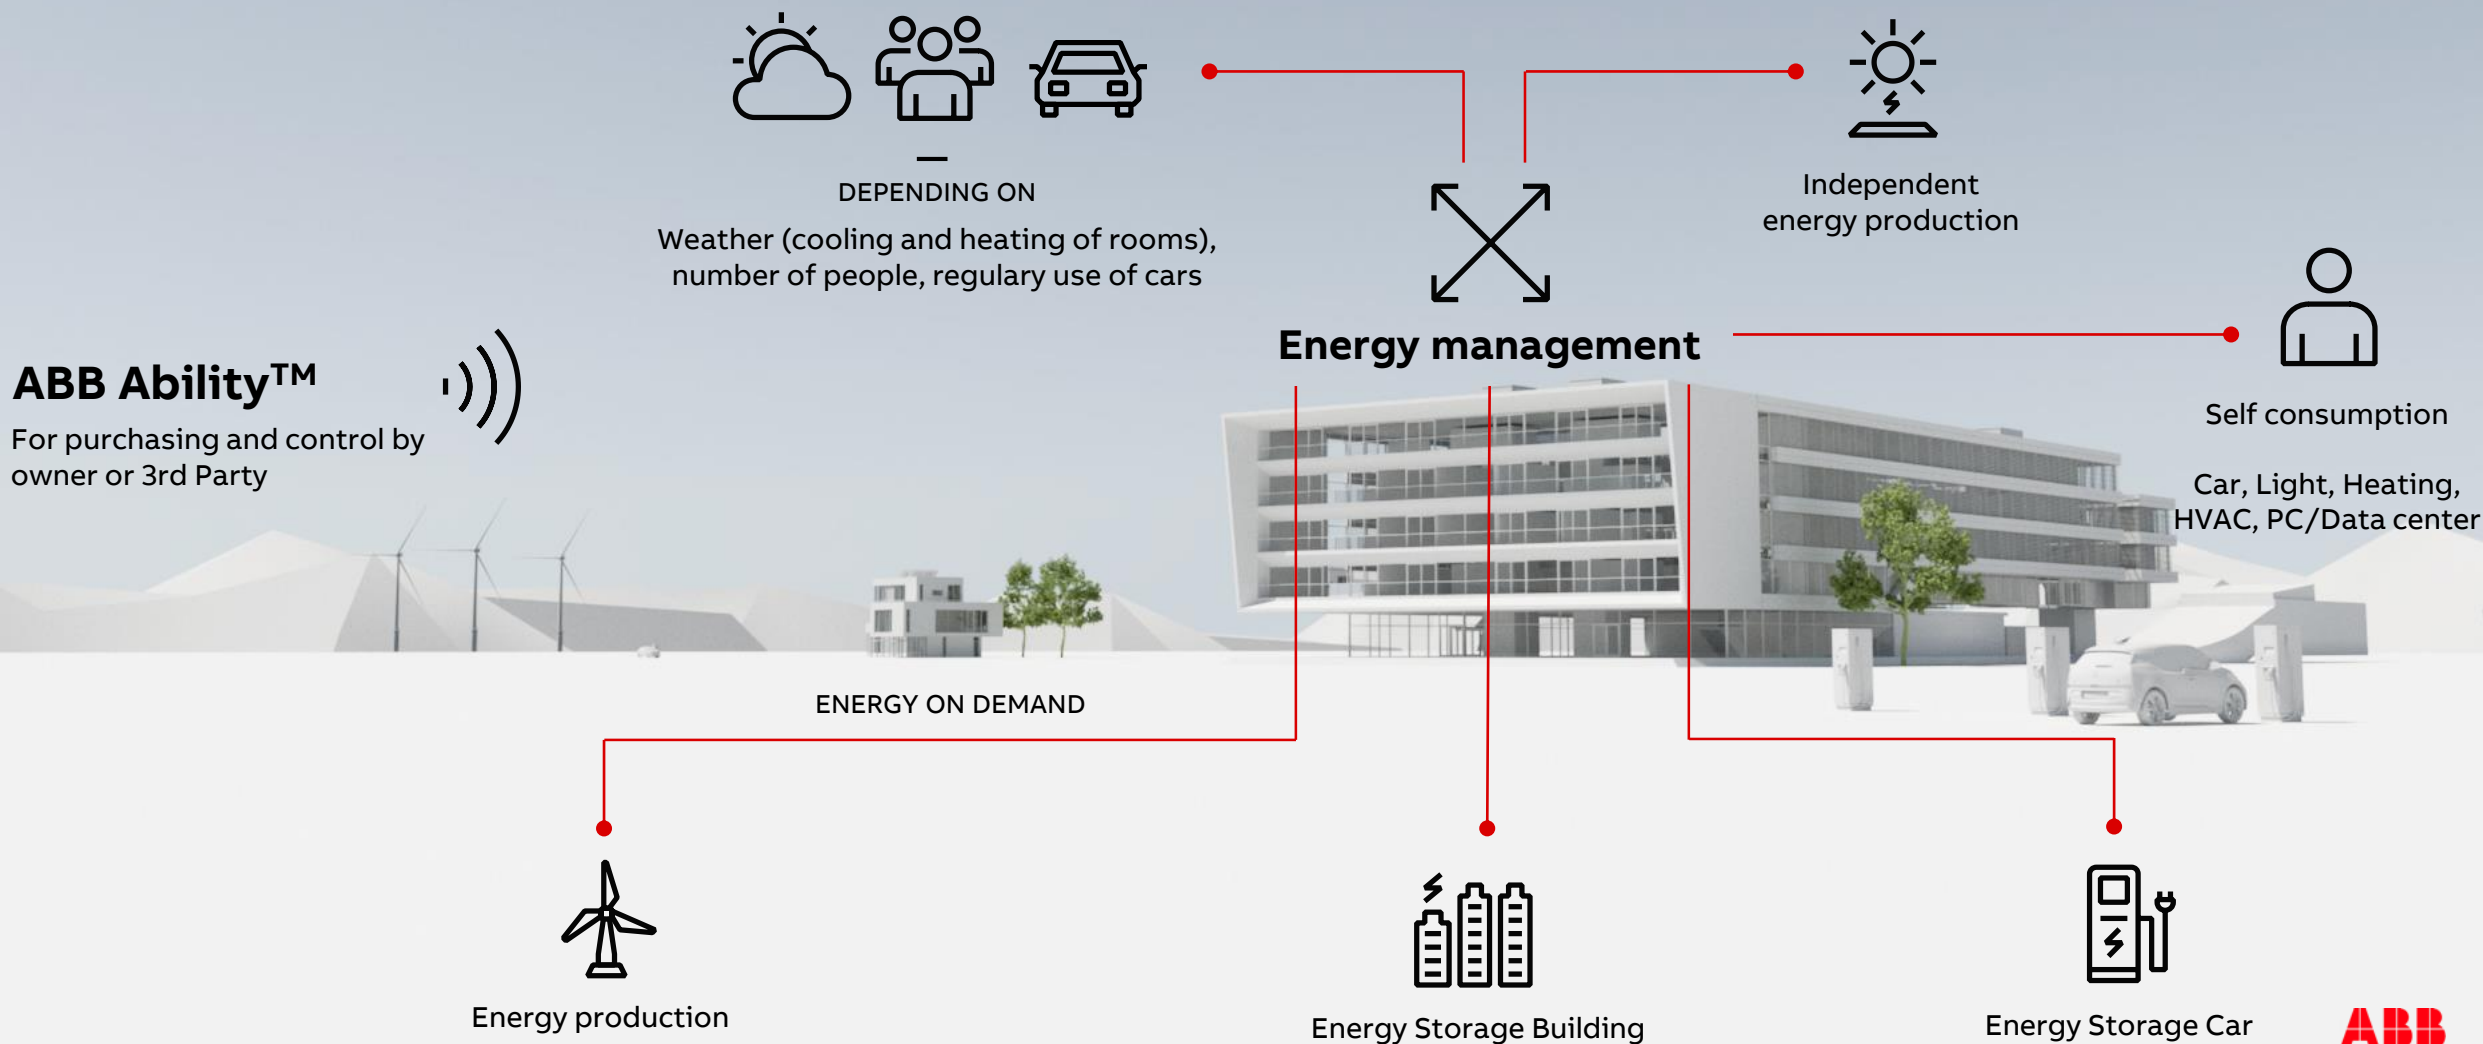 DEPENDING ON
Weather (cooling and heating of rooms),
number of people, regulary use of cars
Independent
energy production
Energy management
ABB Ability™
For purchasing and control by
owner or 3rd Party
Self consumption
Car, Light, Heating,
HVAC, PC/Data center
ENERGY ON DEMAND
Energy production
Energy Storage Building
Energy Storage Car
ABB